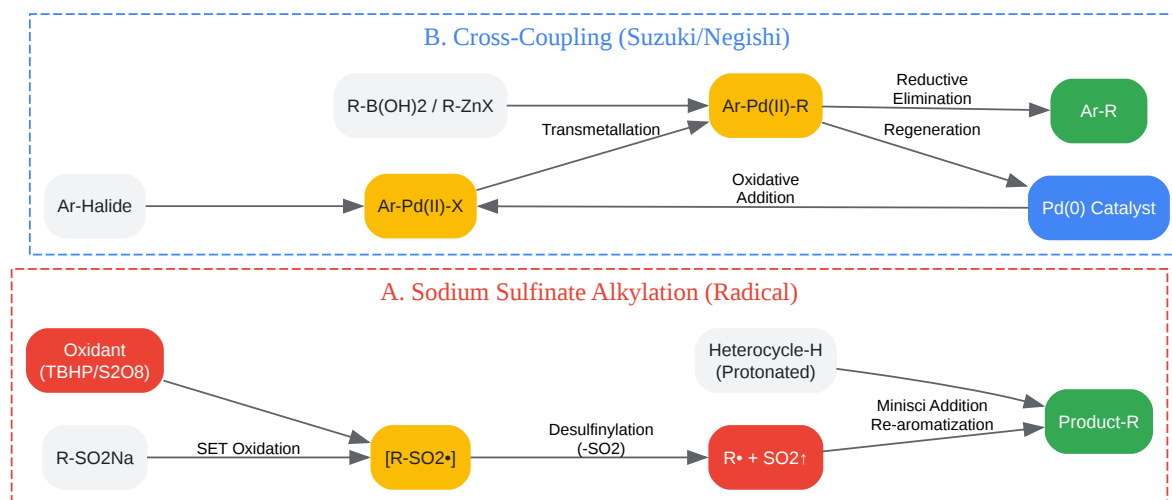 B. Cross-Coupling (Suzuki/Negishi)
R-B(OH)2 / R-ZnX
Ar-Pd(II)-R
Reductive
Elimination
Ar-R
Transmetallation
Regeneration
Ar-Halide
Ar-Pd(II)-X
Oxidative
Addition
Pd(0) Catalyst
A. Sodium Sulfinate Alkylation (Radical)
Oxidant
(TBHP/S2O8)
Heterocycle-H
(Protonated)
Minisci Addition
Re-aromatization
Product-R
R-SO2Na
SET Oxidation
[R-SO2•]
Desulfinylation
(-SO2)
R• + SO2↑